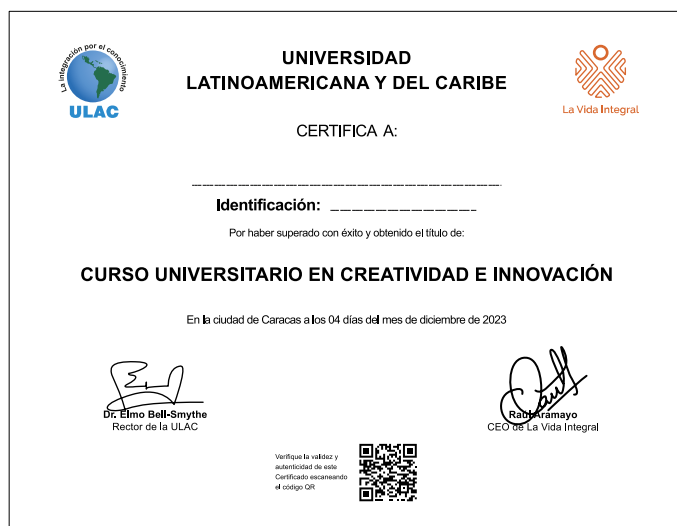 La integración por el conocimiento
ULAC
UNIVERSIDAD
LATINOAMERICANA Y DEL CARIBE
La Vida Integral
CERTIFICA A:
Identificación:
Por haber superado con éxito y obtenido el título de:
CURSO UNIVERSITARIO EN CREATIVIDAD E INNOVACIÓN
En la ciudad de Caracas a los 04 días del mes de diciembre de 2023
Dr. Elmo Bell-Smythe
Rector de la ULAC
Raúl Aramayo
CEO de La Vida Integral
Verifique la validez y
autenticidad de este
Certificado escaneando
el código QR